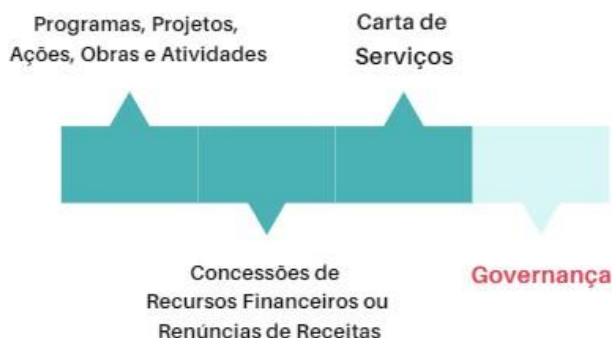 Programas, Projetos,
Ações, Obras e Atividades
Carta de
Serviços
Concessões de
Recursos Financeiros ou
Renúncias de Receitas
Governança